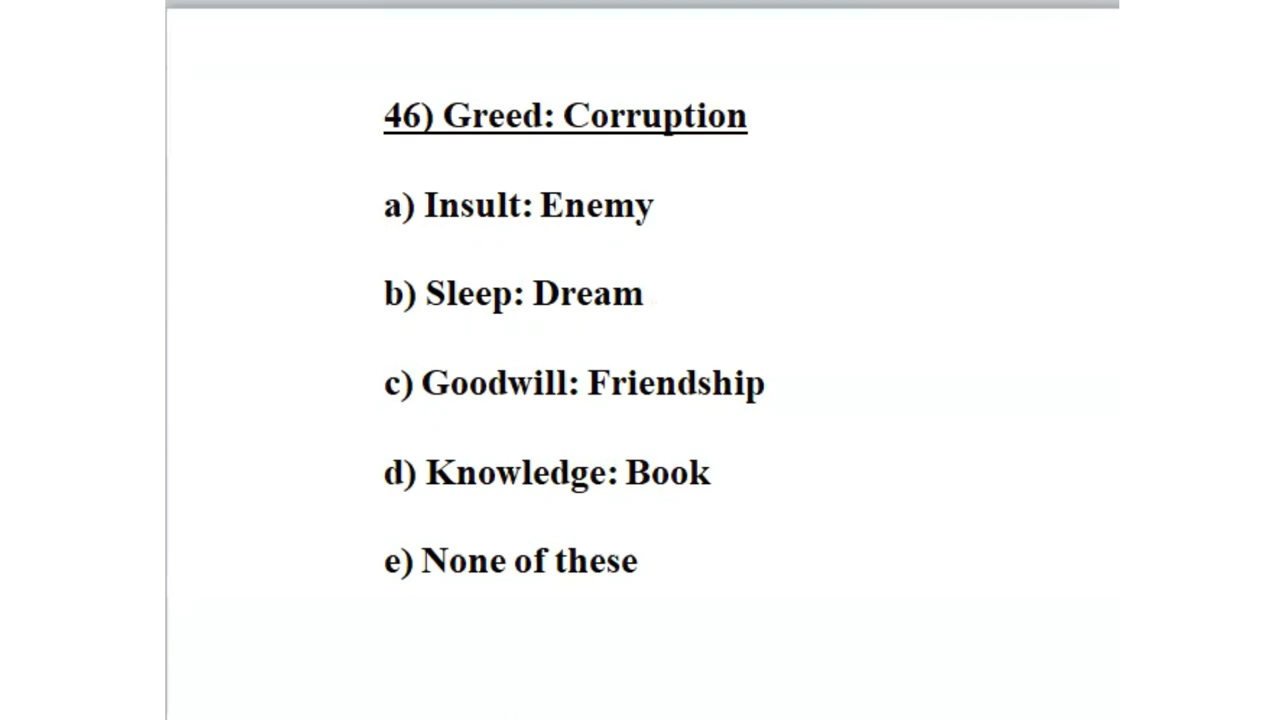 46) Greed: Corruption
a) Insult: Enemy
b) Sleep: Dream
c) Goodwill: Friendship
d) Knowledge: Book
e) None of these